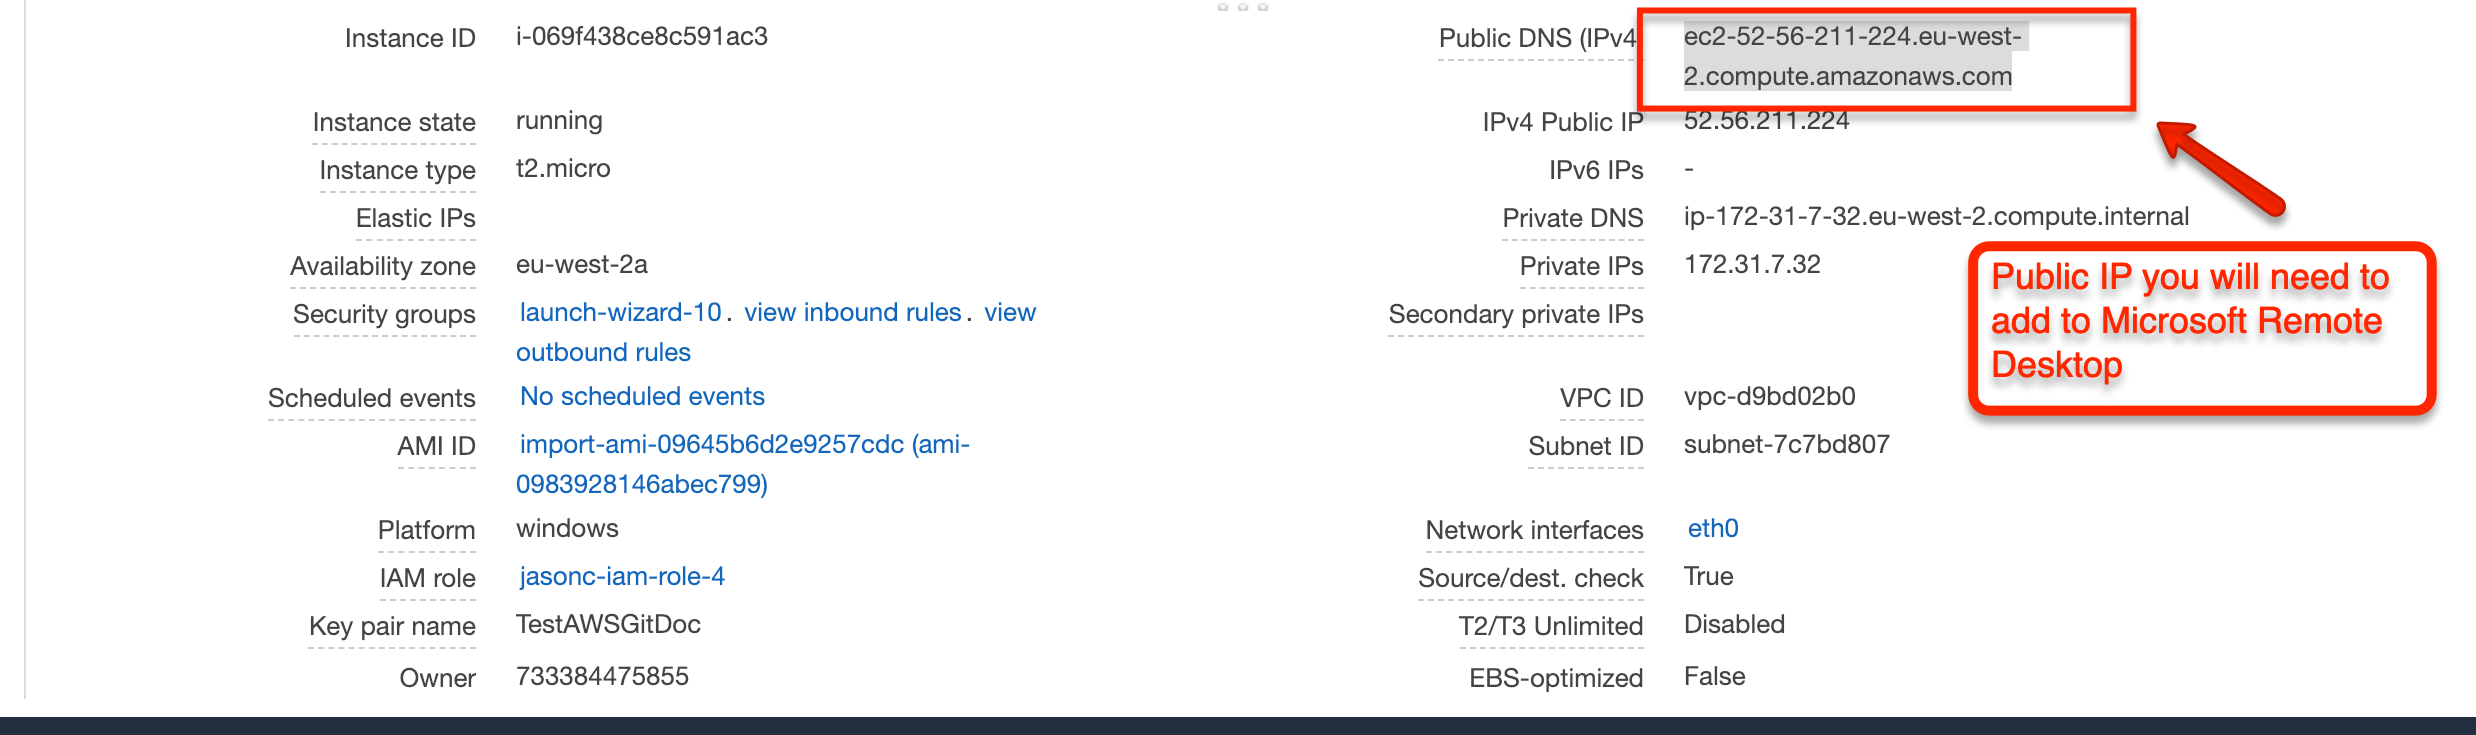 Instance ID i-069f438ce8c591ac3
Instance state running
Instance type t2.micro
Elastic IPs
Availability zone eu-west-2a
Security groups launch-wizard-10. view inbound rules. view
outbound rules
Scheduled events No scheduled events
AMI ID import-ami-09645b6d2e9257cdc (ami-
0983928146abec799)
Platform windows
IAM role jasonc-iam-role-4
Key pair name TestAWSGitDoc
Owner 733384475855
Public DNS (IPv4 ec2-52-56-211-224.eu-west-
2.compute.amazonaws.com
IPv4 Public IP 52.56.211.224
IPv6 IPs -
Private DNS ip-172-31-7-32.eu-west-2.compute.internal
Private IPs 172.31.7.32
Secondary private IPs
VPC ID vpc-d9bd02b0
Subnet ID subnet-7c7bd807
Network interfaces eth0
Source/dest. check True
T2/T3 Unlimited Disabled
EBS-optimized False
Public IP you will need to
add to Microsoft Remote
Desktop